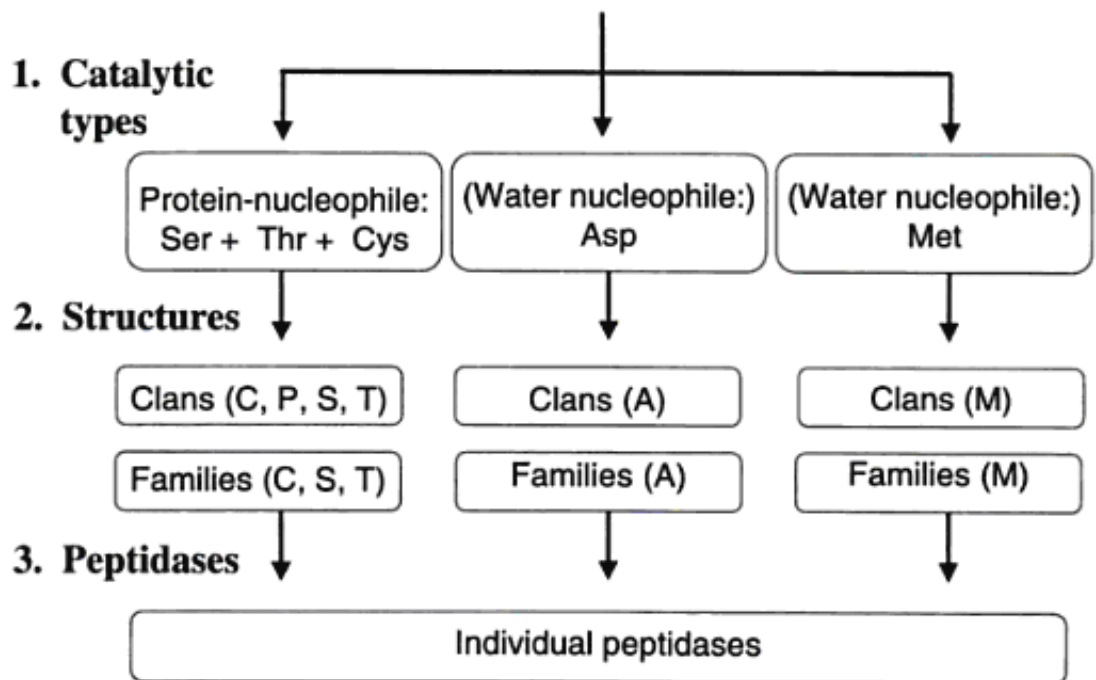 1. Catalytic
types
Protein-nucleophile:
Ser + Thr + Cys
(Water nucleophile:)
Asp
(Water nucleophile:)
Met
2. Structures
Clans (C, P, S, T)
Clans (A)
Clans (M)
Families (C, S, T)
Families (A)
Families (M)
3. Peptidases
Individual peptidases